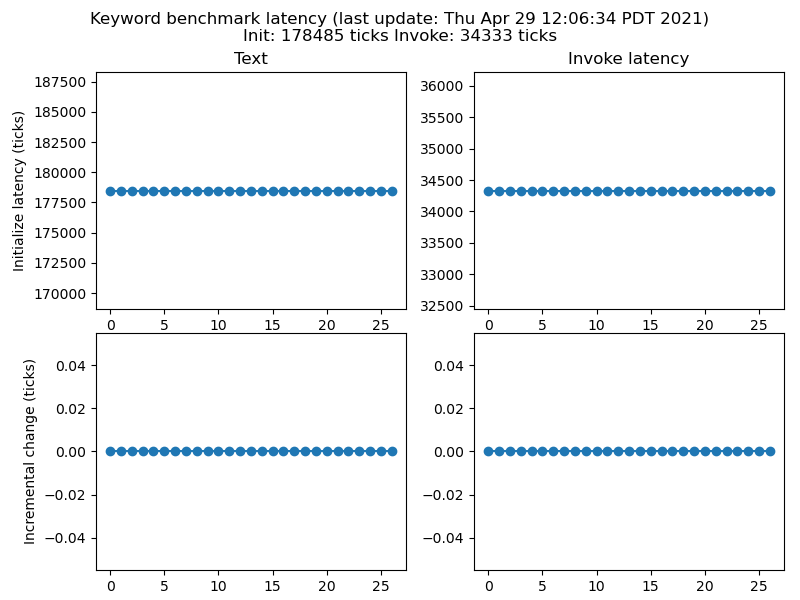 Keyword benchmark latency (last update: Thu Apr 29 12:06:34 PDT 2021)
Init: 178485 ticks Invoke: 34333 ticks
Text
Initialize latency (ticks)
187500
185000
182500
180000
177500
175000
172500
170000
0 5 10 15 20 25
Invoke latency
36000
35500
35000
34500
34000
33500
33000
32500
0 5 10 15 20 25
Incremental change (ticks)
0.04
0.02
0.00
−0.02
−0.04
0 5 10 15 20 25
0.04
0.02
0.00
−0.02
−0.04
0 5 10 15 20 25